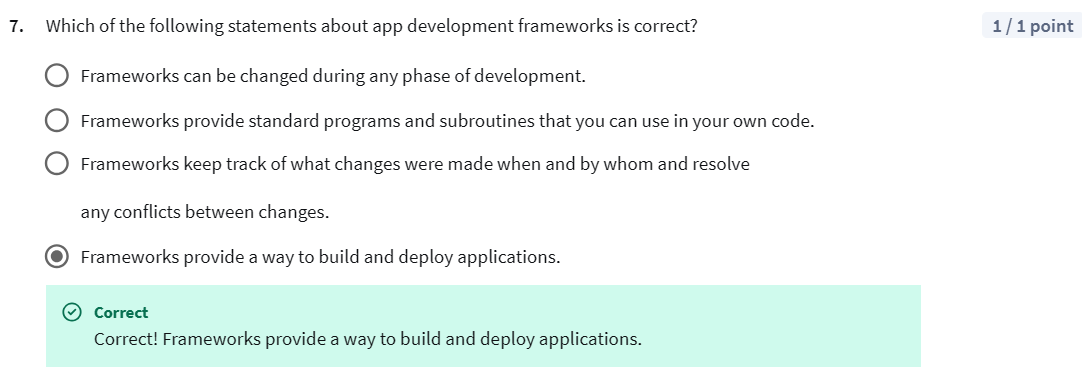 7. Which of the following statements about app development frameworks is correct?
1 / 1 point
Frameworks can be changed during any phase of development.
Frameworks provide standard programs and subroutines that you can use in your own code.
Frameworks keep track of what changes were made when and by whom and resolve
any conflicts between changes.
Frameworks provide a way to build and deploy applications.
Correct
Correct! Frameworks provide a way to build and deploy applications.